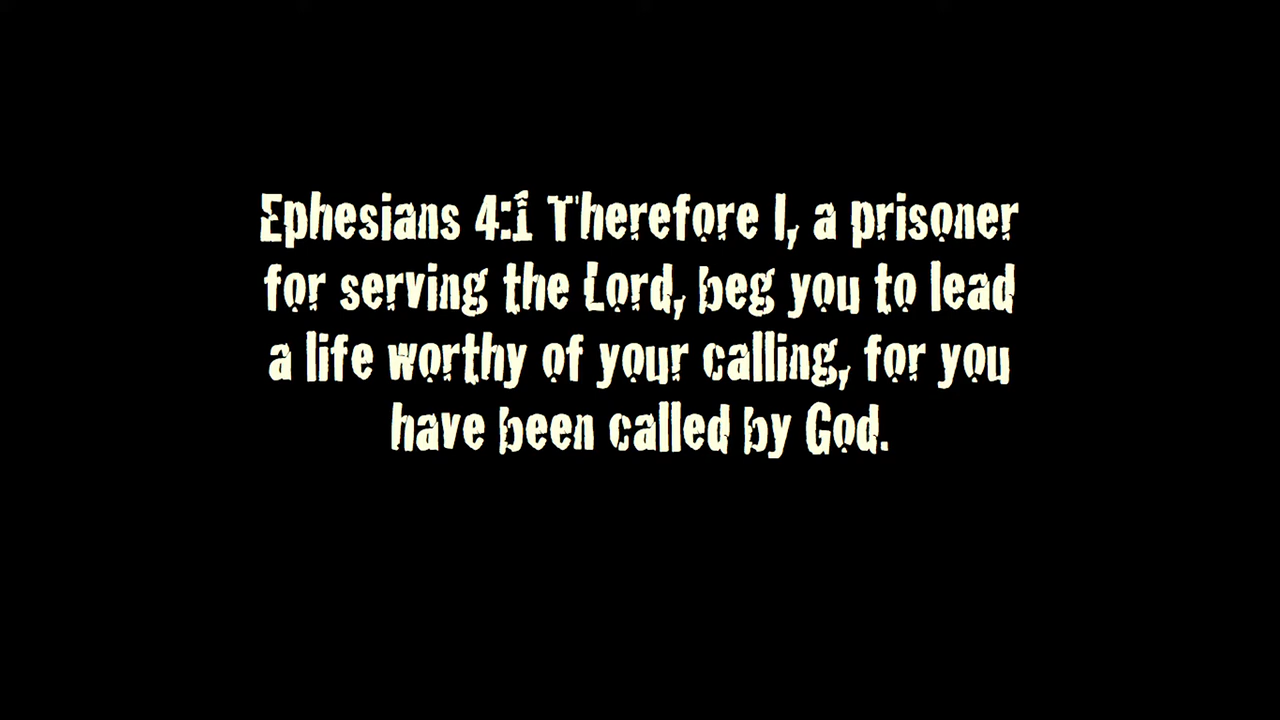 Ephesians 4:1 Therefore I, a prisoner
for serving the Lord, beg you to lead
a life worthy of your calling, for you
have been called by God.